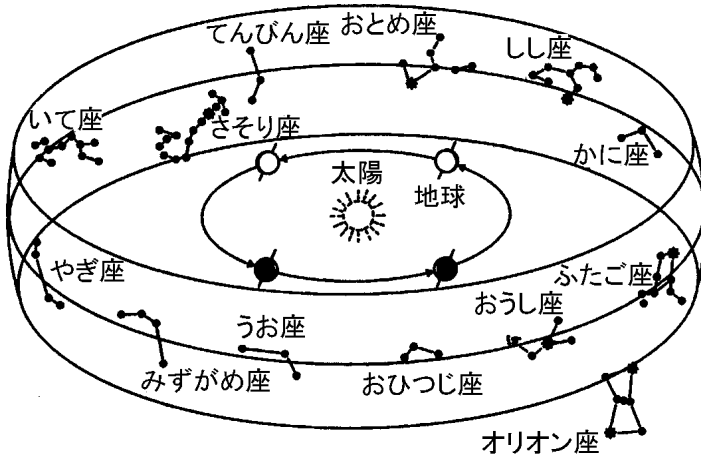 てんびん座
おとめ座
しし座
いて座
さそり座
かに座
太陽
地球
やぎ座
ふたご座
おうし座
うお座
みずがめ座
おひつじ座
オリオン座